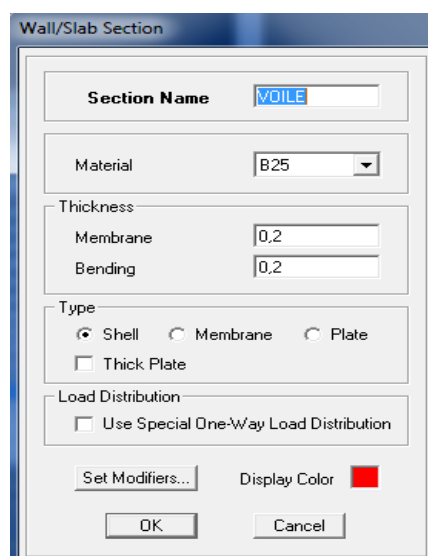 Wall/Slab Section
Section Name VOILE
Material B25
Thickness
Membrane 0,2
Bending 0,2
Type
Shell Membrane Plate
Thick Plate
Load Distribution
Use Special One-Way Load Distribution
Set Modifiers... Display Color
OK Cancel